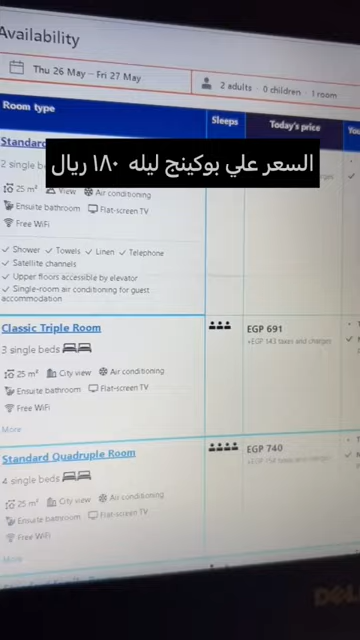 Availability
Thu 26 May – Fri 27 May
2 adults · 0 children · 1 room
Room type
Sleeps
Today's price
You
Standard
السعر علي بوكينج ليله ١٨٠ ريال
2 single
25 m² View Air conditioning
Ensuite bathroom Flat-screen TV
Free WiFi
✓ Shower ✓ Towels ✓ Linen ✓ Telephone
✓ Satellite channels
✓ Upper floors accessible by elevator
✓ Single-room air conditioning for guest
accommodation
Classic Triple Room
EGP 691
3 single beds
+EGP 143 taxes and charges
25 m² City view Air conditioning
Ensuite bathroom Flat-screen TV
Free WiFi
More
Standard Quadruple Room
EGP 740
4 single beds
25 m² City view Air conditioning
Ensuite bathroom Flat-screen TV
Free WiFi
More
DELL